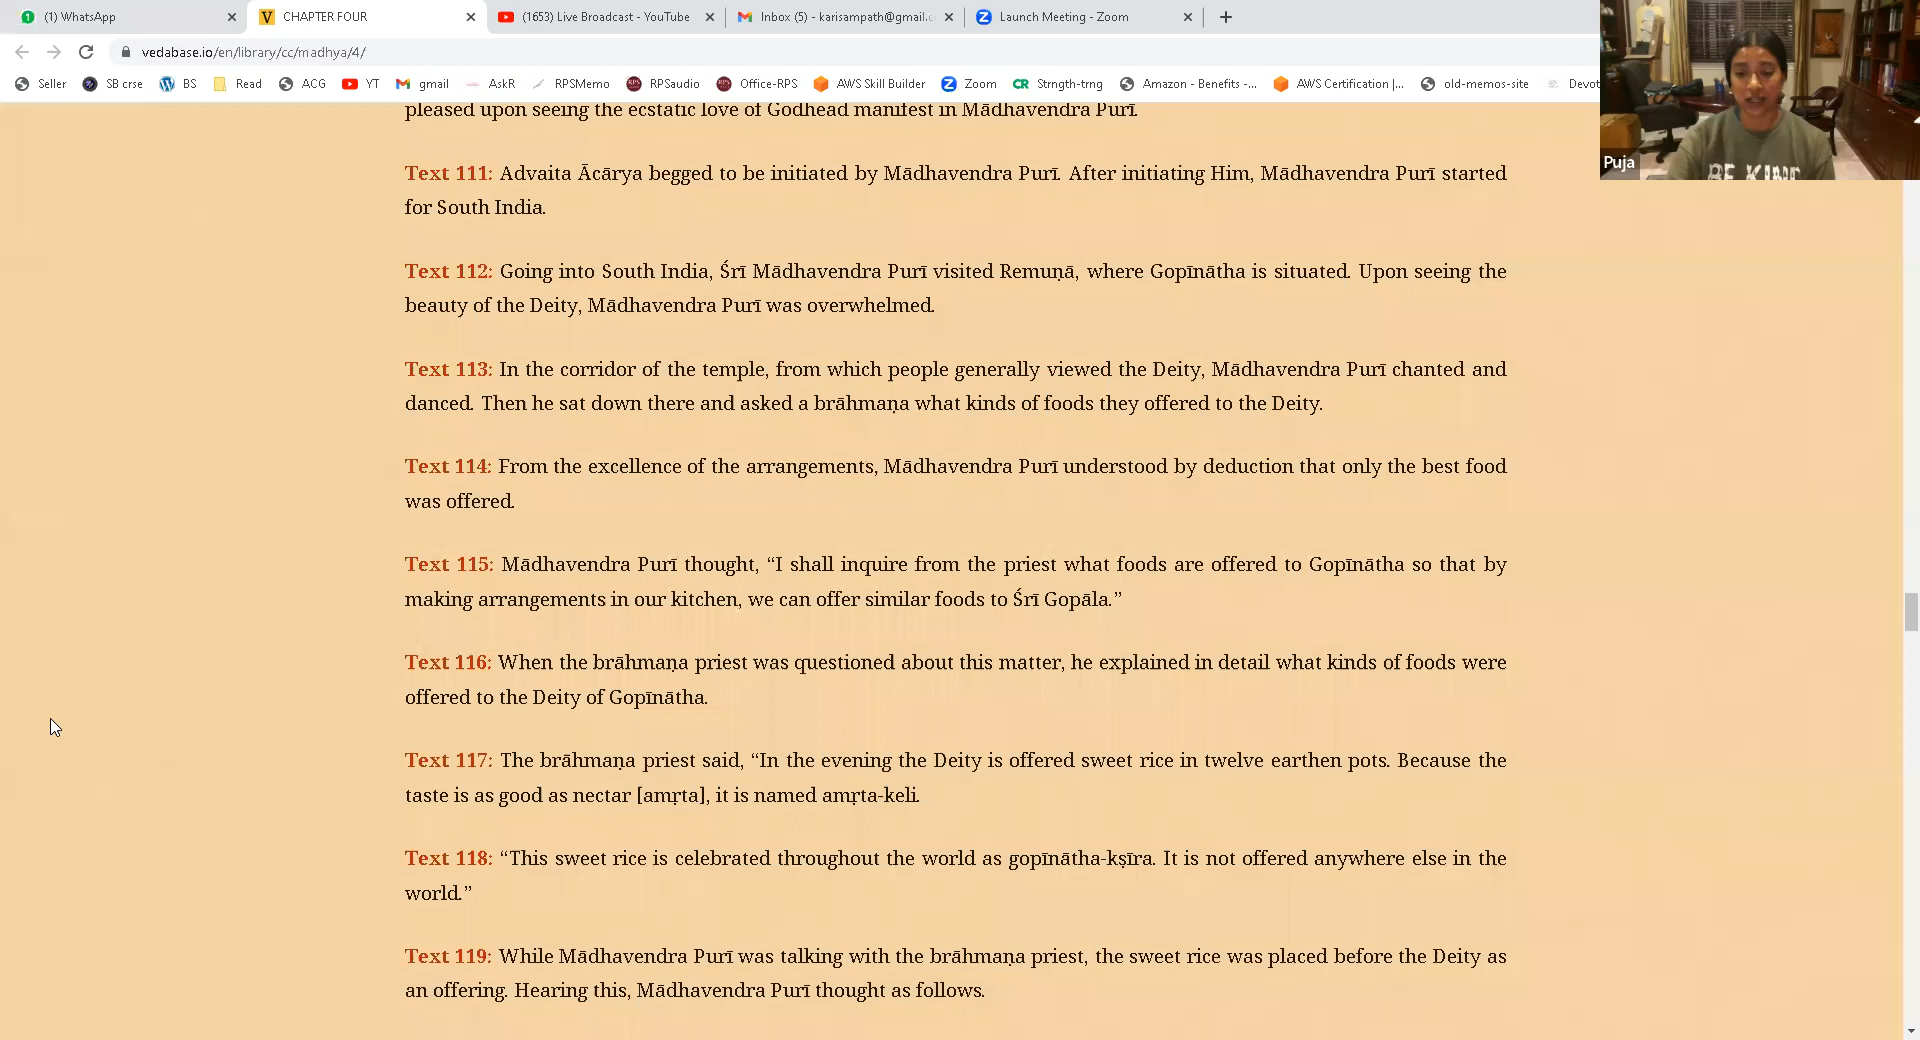 (1) WhatsApp
CHAPTER FOUR
(1653) Live Broadcast - YouTube
Inbox (5) - karisampath@gmail.c
Launch Meeting - Zoom
vedabase.io/en/library/cc/madhya/4/
Seller SB crse BS Read ACG YT gmail AskR RPSMemo RPSaudio Office-RPS AWS Skill Builder Zoom Strngth-trng Amazon - Benefits -... AWS Certification |... old-memos-site Devot
Puja
BE KIND
pleased upon seeing the ecstatic love of Godhead manifest in Mādhavendra Purī.
Text 111: Advaita Ācārya begged to be initiated by Mādhavendra Purī. After initiating Him, Mādhavendra Purī started
for South India.
Text 112: Going into South India, Śrī Mādhavendra Purī visited Remuṇā, where Gopīnātha is situated. Upon seeing the
beauty of the Deity, Mādhavendra Purī was overwhelmed.
Text 113: In the corridor of the temple, from which people generally viewed the Deity, Mādhavendra Purī chanted and
danced. Then he sat down there and asked a brāhmaṇa what kinds of foods they offered to the Deity.
Text 114: From the excellence of the arrangements, Mādhavendra Purī understood by deduction that only the best food
was offered.
Text 115: Mādhavendra Purī thought, “I shall inquire from the priest what foods are offered to Gopīnātha so that by
making arrangements in our kitchen, we can offer similar foods to Śrī Gopāla.”
Text 116: When the brāhmaṇa priest was questioned about this matter, he explained in detail what kinds of foods were
offered to the Deity of Gopīnātha.
Text 117: The brāhmaṇa priest said, “In the evening the Deity is offered sweet rice in twelve earthen pots. Because the
taste is as good as nectar [amṛta], it is named amṛta-keli.
Text 118: “This sweet rice is celebrated throughout the world as gopīnātha-kṣīra. It is not offered anywhere else in the
world.”
Text 119: While Mādhavendra Purī was talking with the brāhmaṇa priest, the sweet rice was placed before the Deity as
an offering. Hearing this, Mādhavendra Purī thought as follows.